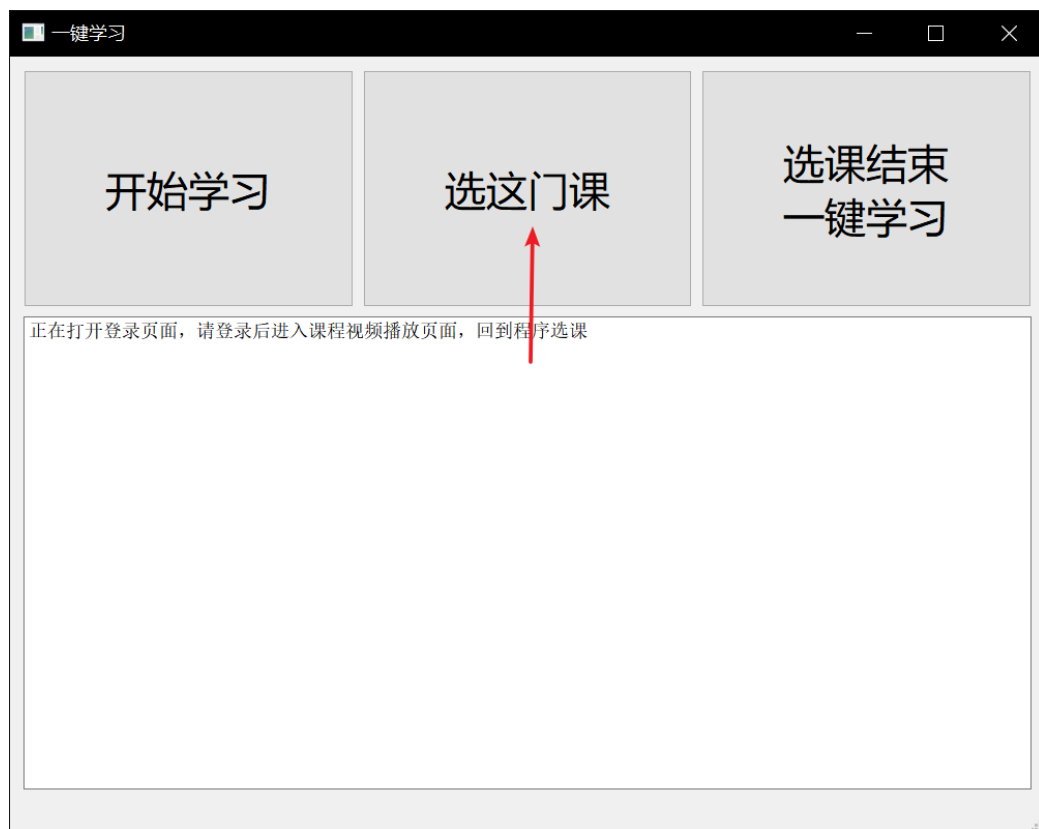 一键学习
开始学习
选这门课
选课结束
一键学习
正在打开登录页面，请登录后进入课程视频播放页面，回到程序选课